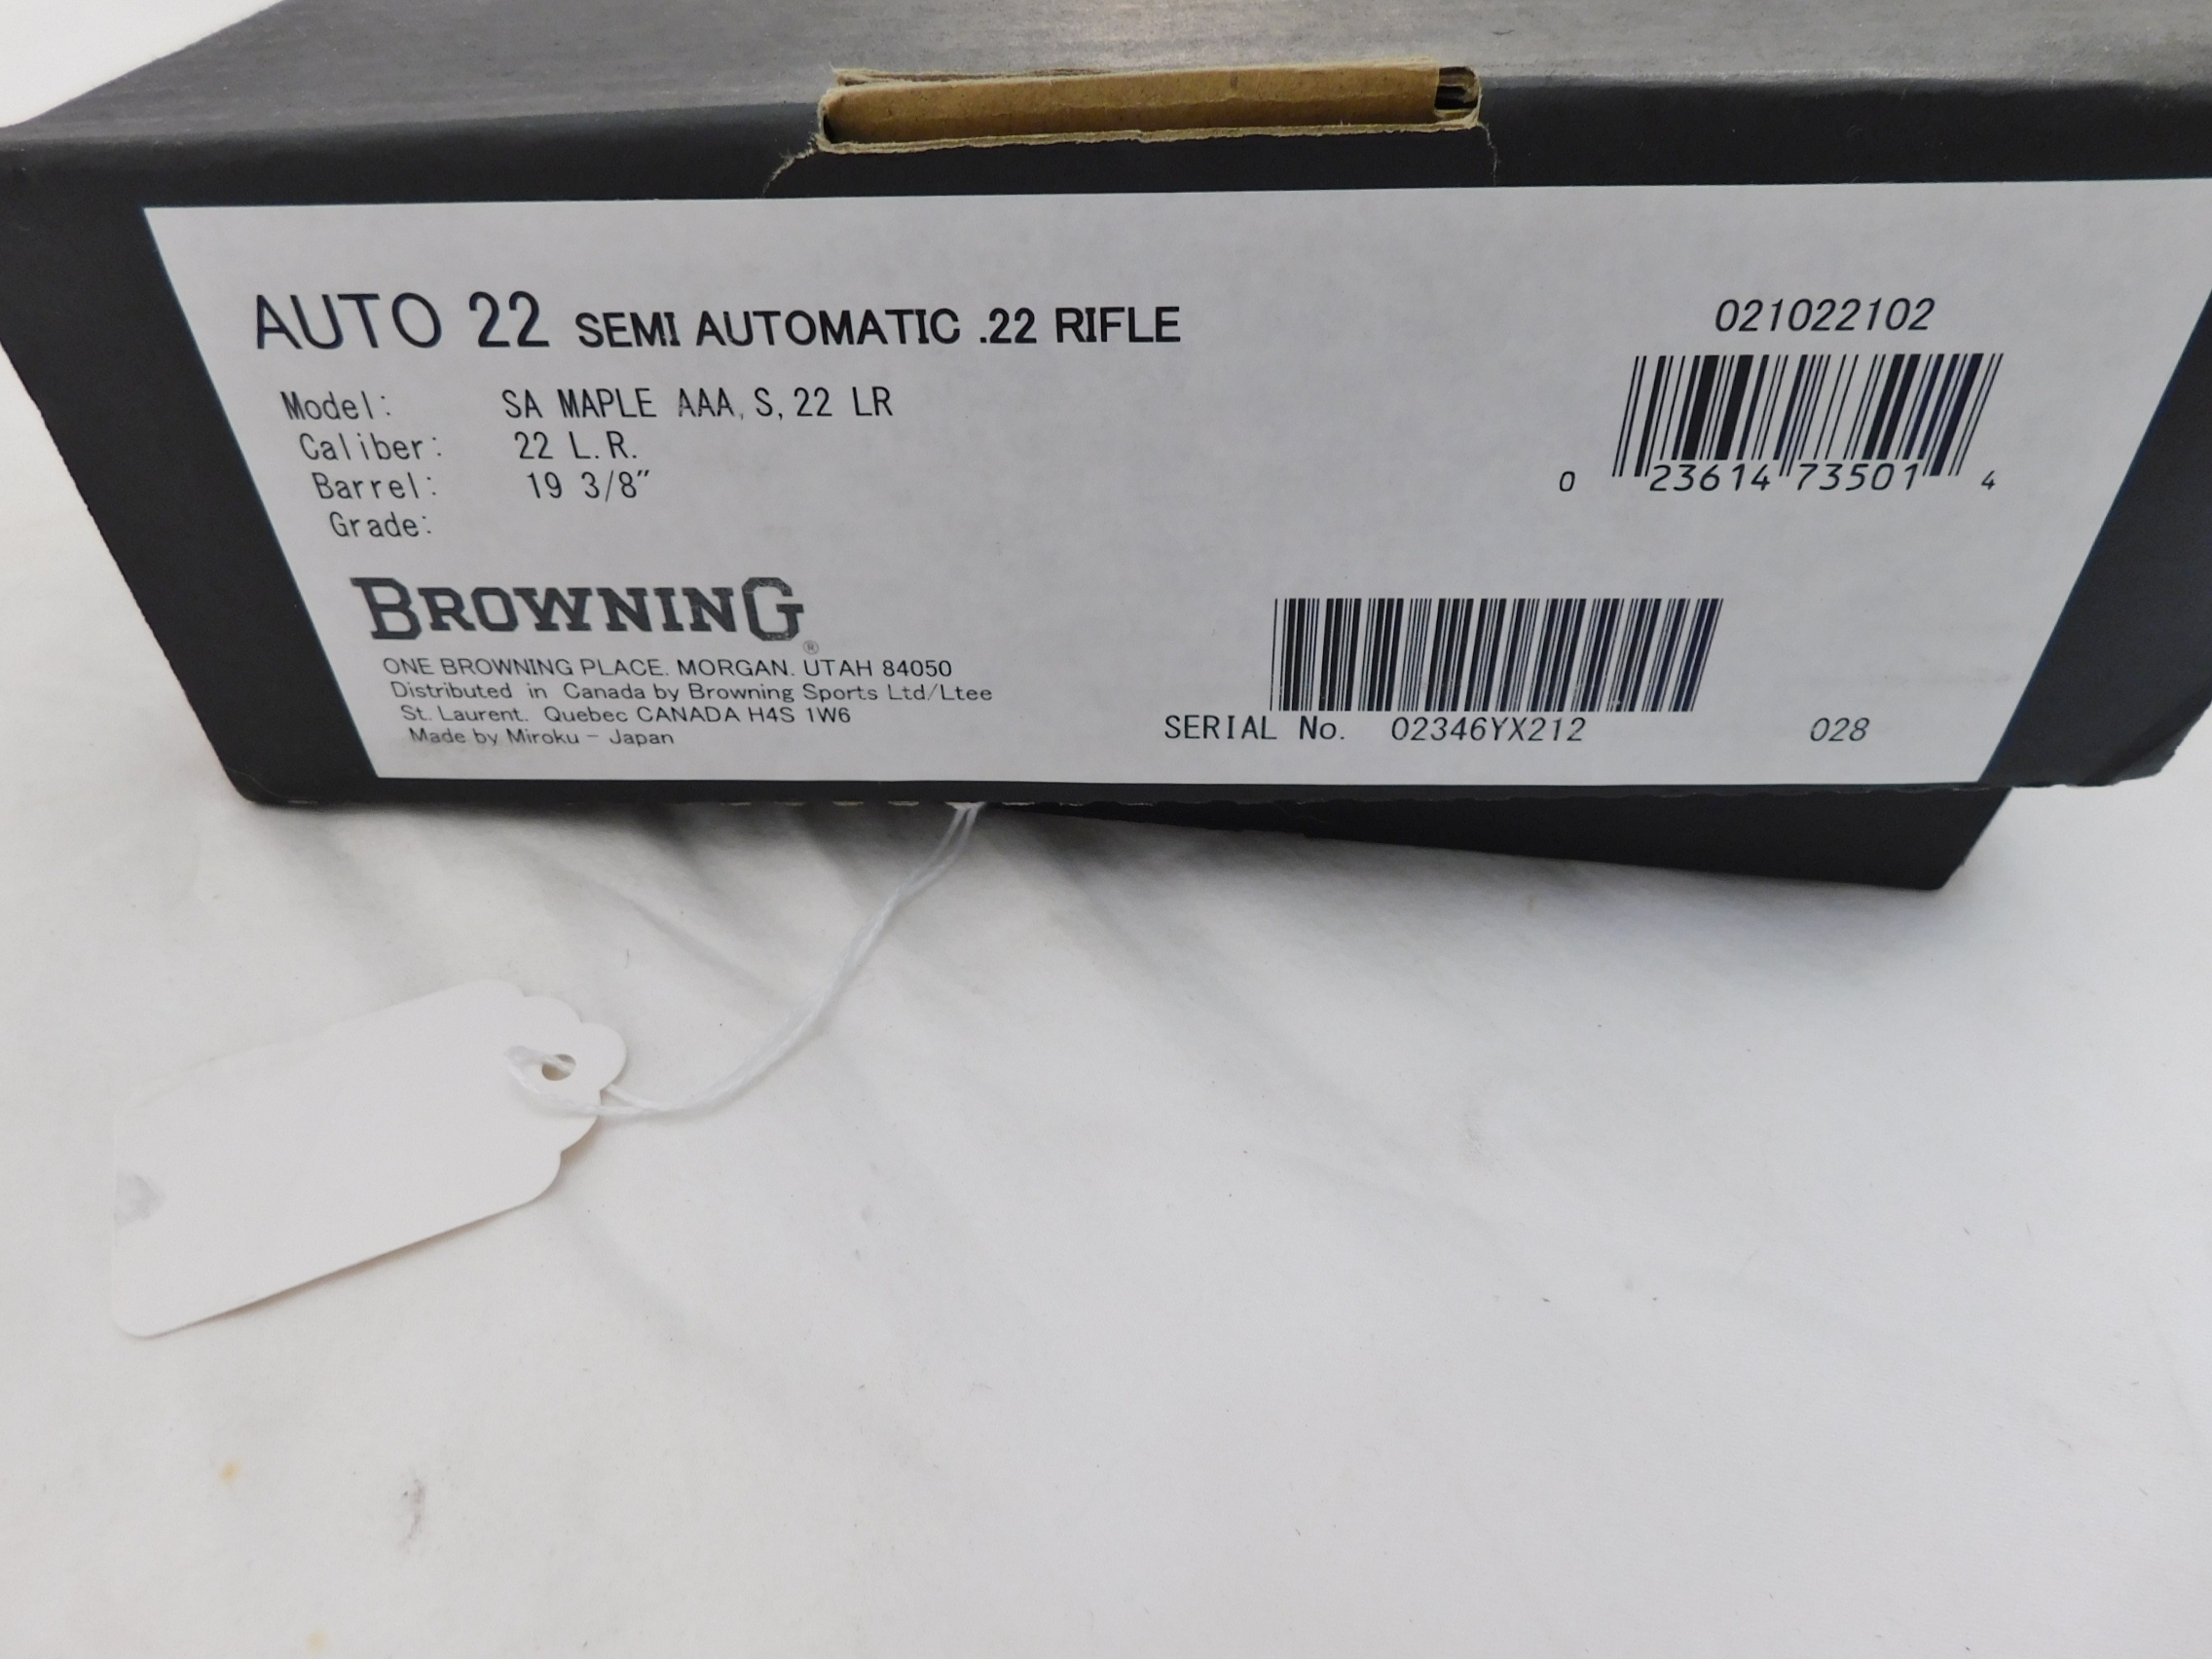 AUTO 22 SEMI AUTOMATIC .22 RIFLE
021022102
Model: SA MAPLE AAA, S, 22 LR
Caliber: 22 L.R.
Barrel: 19 3/8"
Grade:
0 23614 73501 4
BROWNING®
ONE BROWNING PLACE. MORGAN. UTAH 84050
Distributed in Canada by Browning Sports Ltd/Ltee
St. Laurent. Quebec CANADA H4S 1W6
Made by Miroku - Japan
SERIAL No. 02346YX212 028